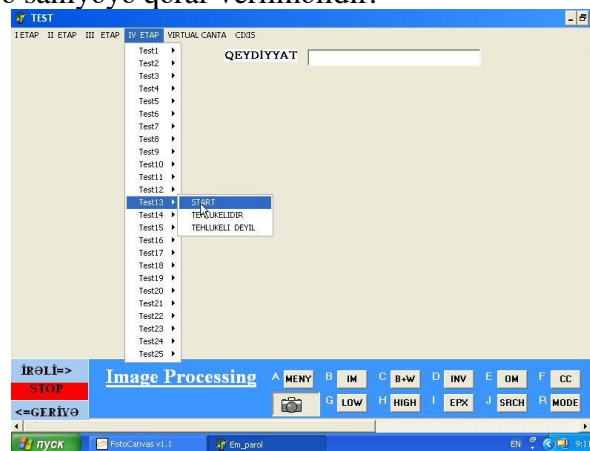 TEST
I ETAP II ETAP III ETAP IV ETAP VIRTUAL CANTA CIXIS
QEYDİYYAT
Test1
Test2
Test3
Test4
Test5
Test6
Test7
Test8
Test9
Test10
Test11
Test12
Test13 START
Test14 TEHLUKELIDIR
Test15 TEHLUKELI DEYIL
Test16
Test17
Test18
Test19
Test20
Test21
Test22
Test23
Test24
Test25
İRƏLİ=>
STOP
<=GERİYƏ
Image Processing
A MENY B IM C B+W D INV E OM F CC
G LOW H HIGH I EPX J SRCH R MODE
пуск FotoCanvas v1.1 Em_parol EN 9:11